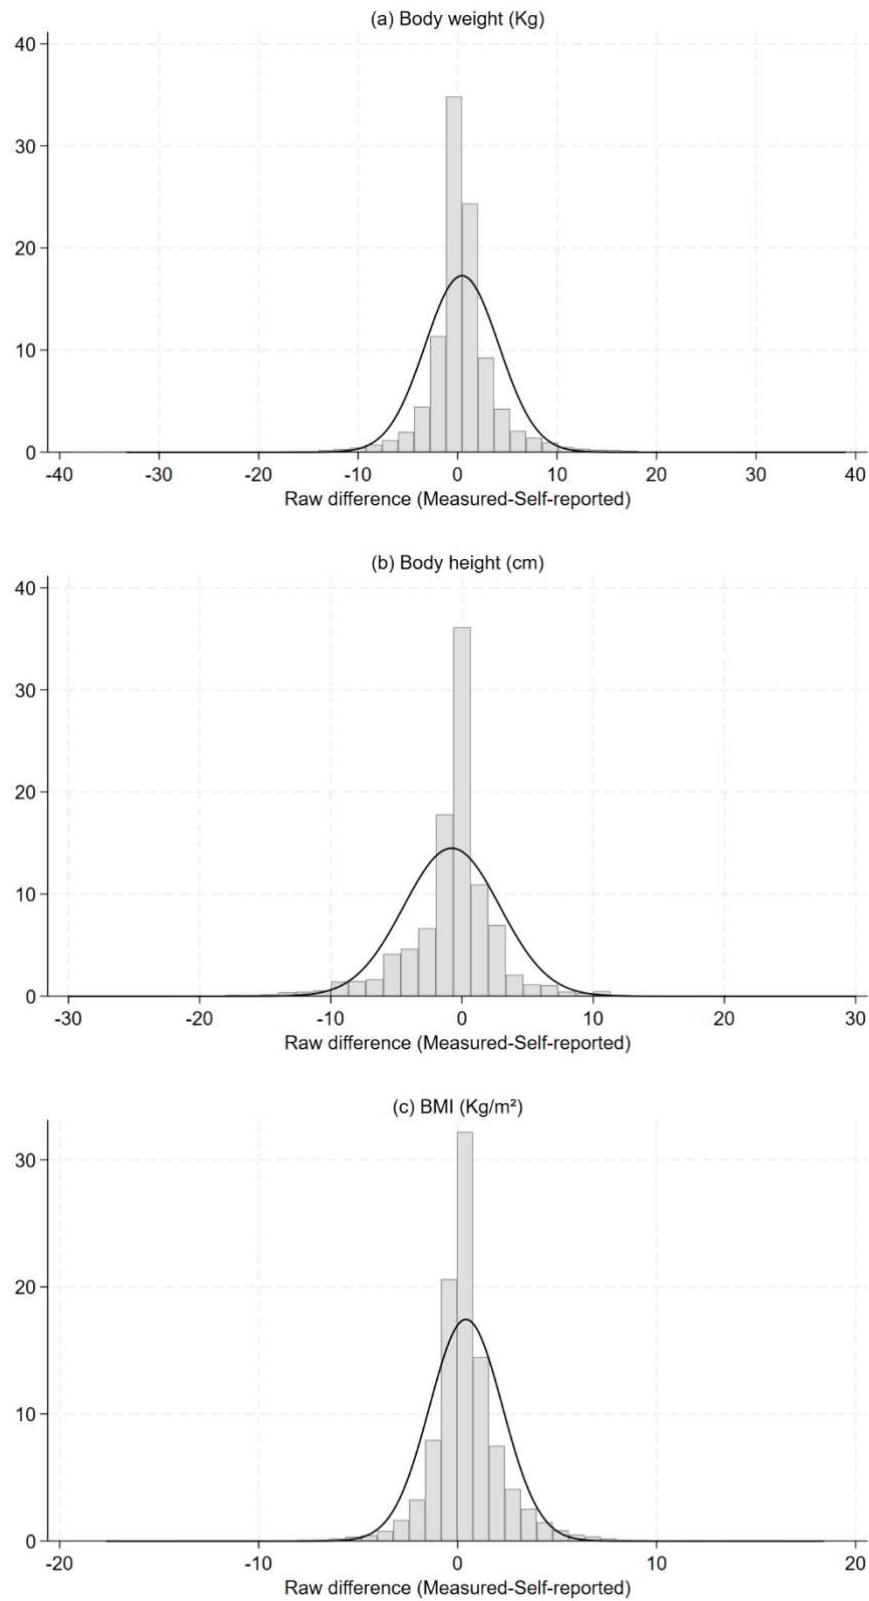 (a) Body weight (Kg)
40
30
20
10
0
-40 -30 -20 -10 0 10 20 30 40
Raw difference (Measured-Self-reported)
(b) Body height (cm)
40
30
20
10
0
-30 -20 -10 0 10 20 30
Raw difference (Measured-Self-reported)
(c) BMI (Kg/m²)
30
20
10
0
-20 -10 0 10 20
Raw difference (Measured-Self-reported)